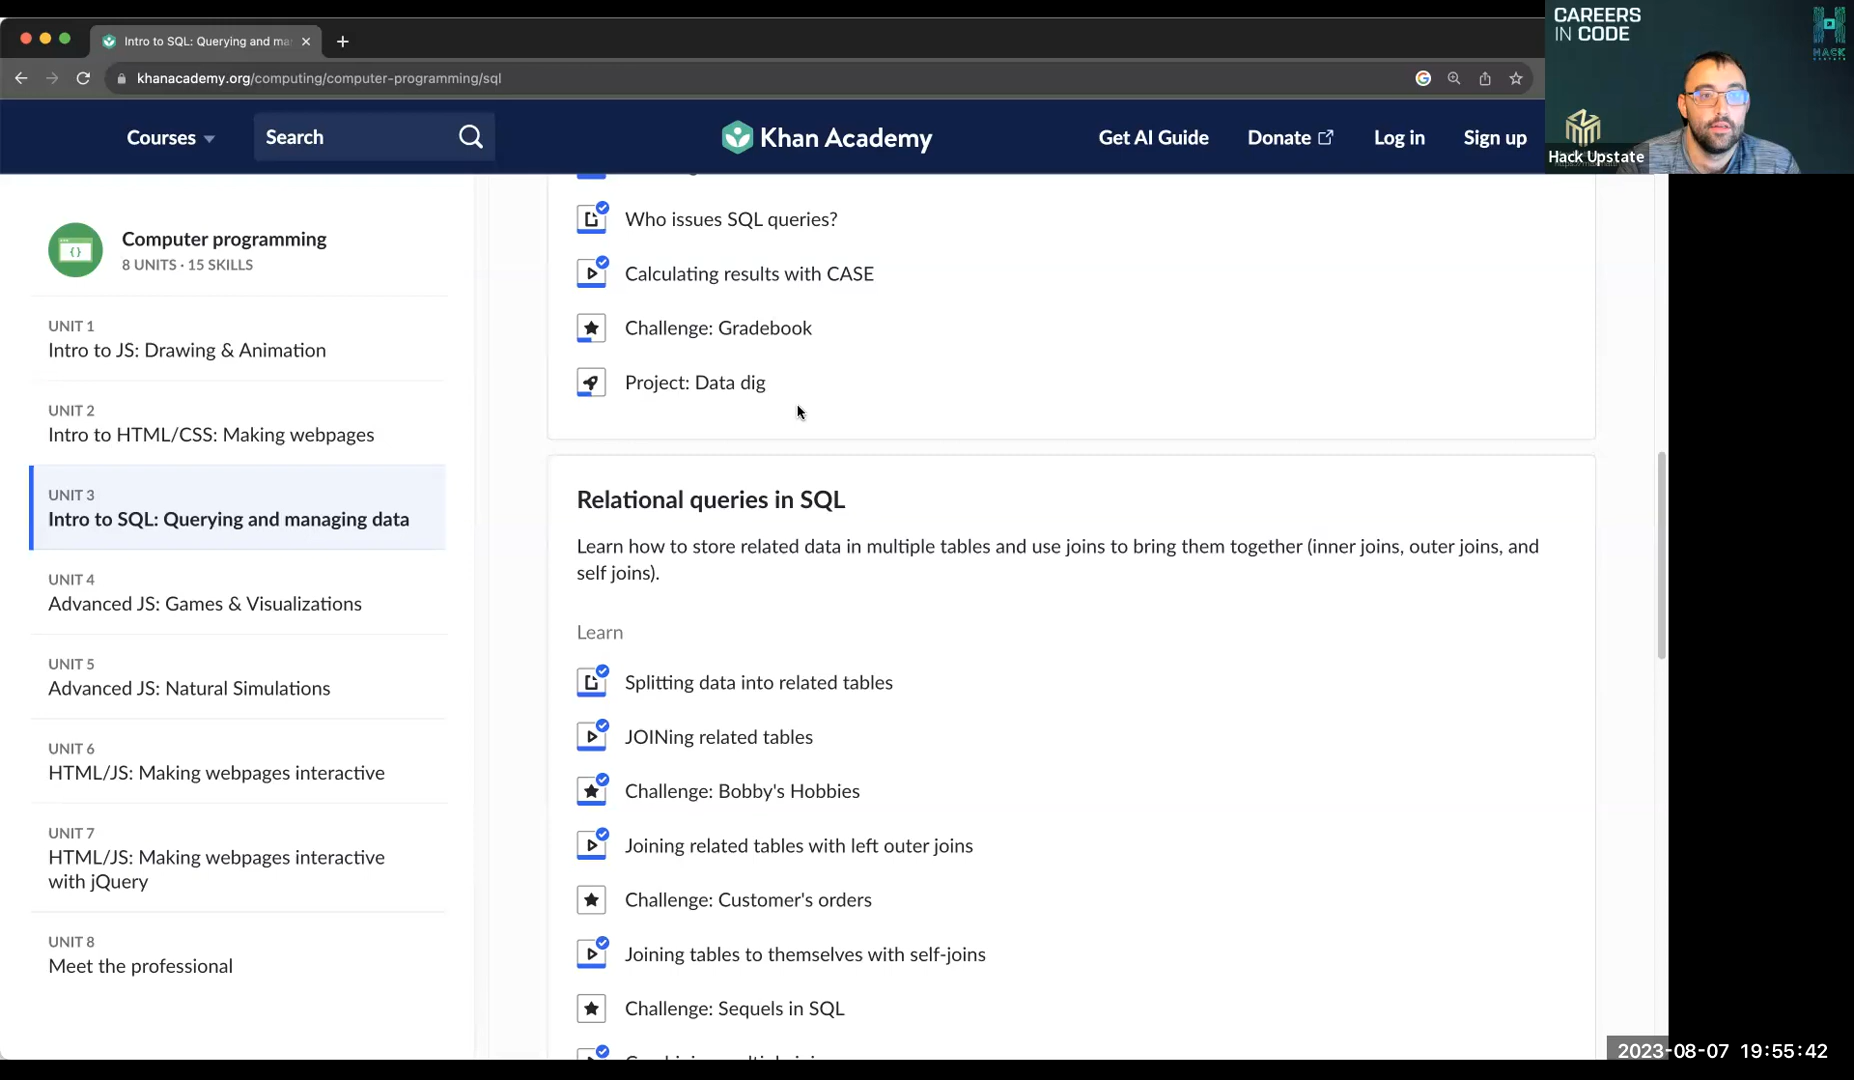 Intro to SQL: Querying and ma
khanacademy.org/computing/computer-programming/sql
CAREERS
IN CODE
HACK
Hack Upstate
Courses
Search
Khan Academy
Get AI Guide
Donate
Log in
Sign up
Computer programming
8 UNITS · 15 SKILLS
UNIT 1
Intro to JS: Drawing & Animation
UNIT 2
Intro to HTML/CSS: Making webpages
UNIT 3
Intro to SQL: Querying and managing data
UNIT 4
Advanced JS: Games & Visualizations
UNIT 5
Advanced JS: Natural Simulations
UNIT 6
HTML/JS: Making webpages interactive
UNIT 7
HTML/JS: Making webpages interactive
with jQuery
UNIT 8
Meet the professional
Who issues SQL queries?
Calculating results with CASE
Challenge: Gradebook
Project: Data dig
Relational queries in SQL
Learn how to store related data in multiple tables and use joins to bring them together (inner joins, outer joins, and
self joins).
Learn
Splitting data into related tables
JOINing related tables
Challenge: Bobby's Hobbies
Joining related tables with left outer joins
Challenge: Customer's orders
Joining tables to themselves with self-joins
Challenge: Sequels in SQL
2023-08-07 19:55:42